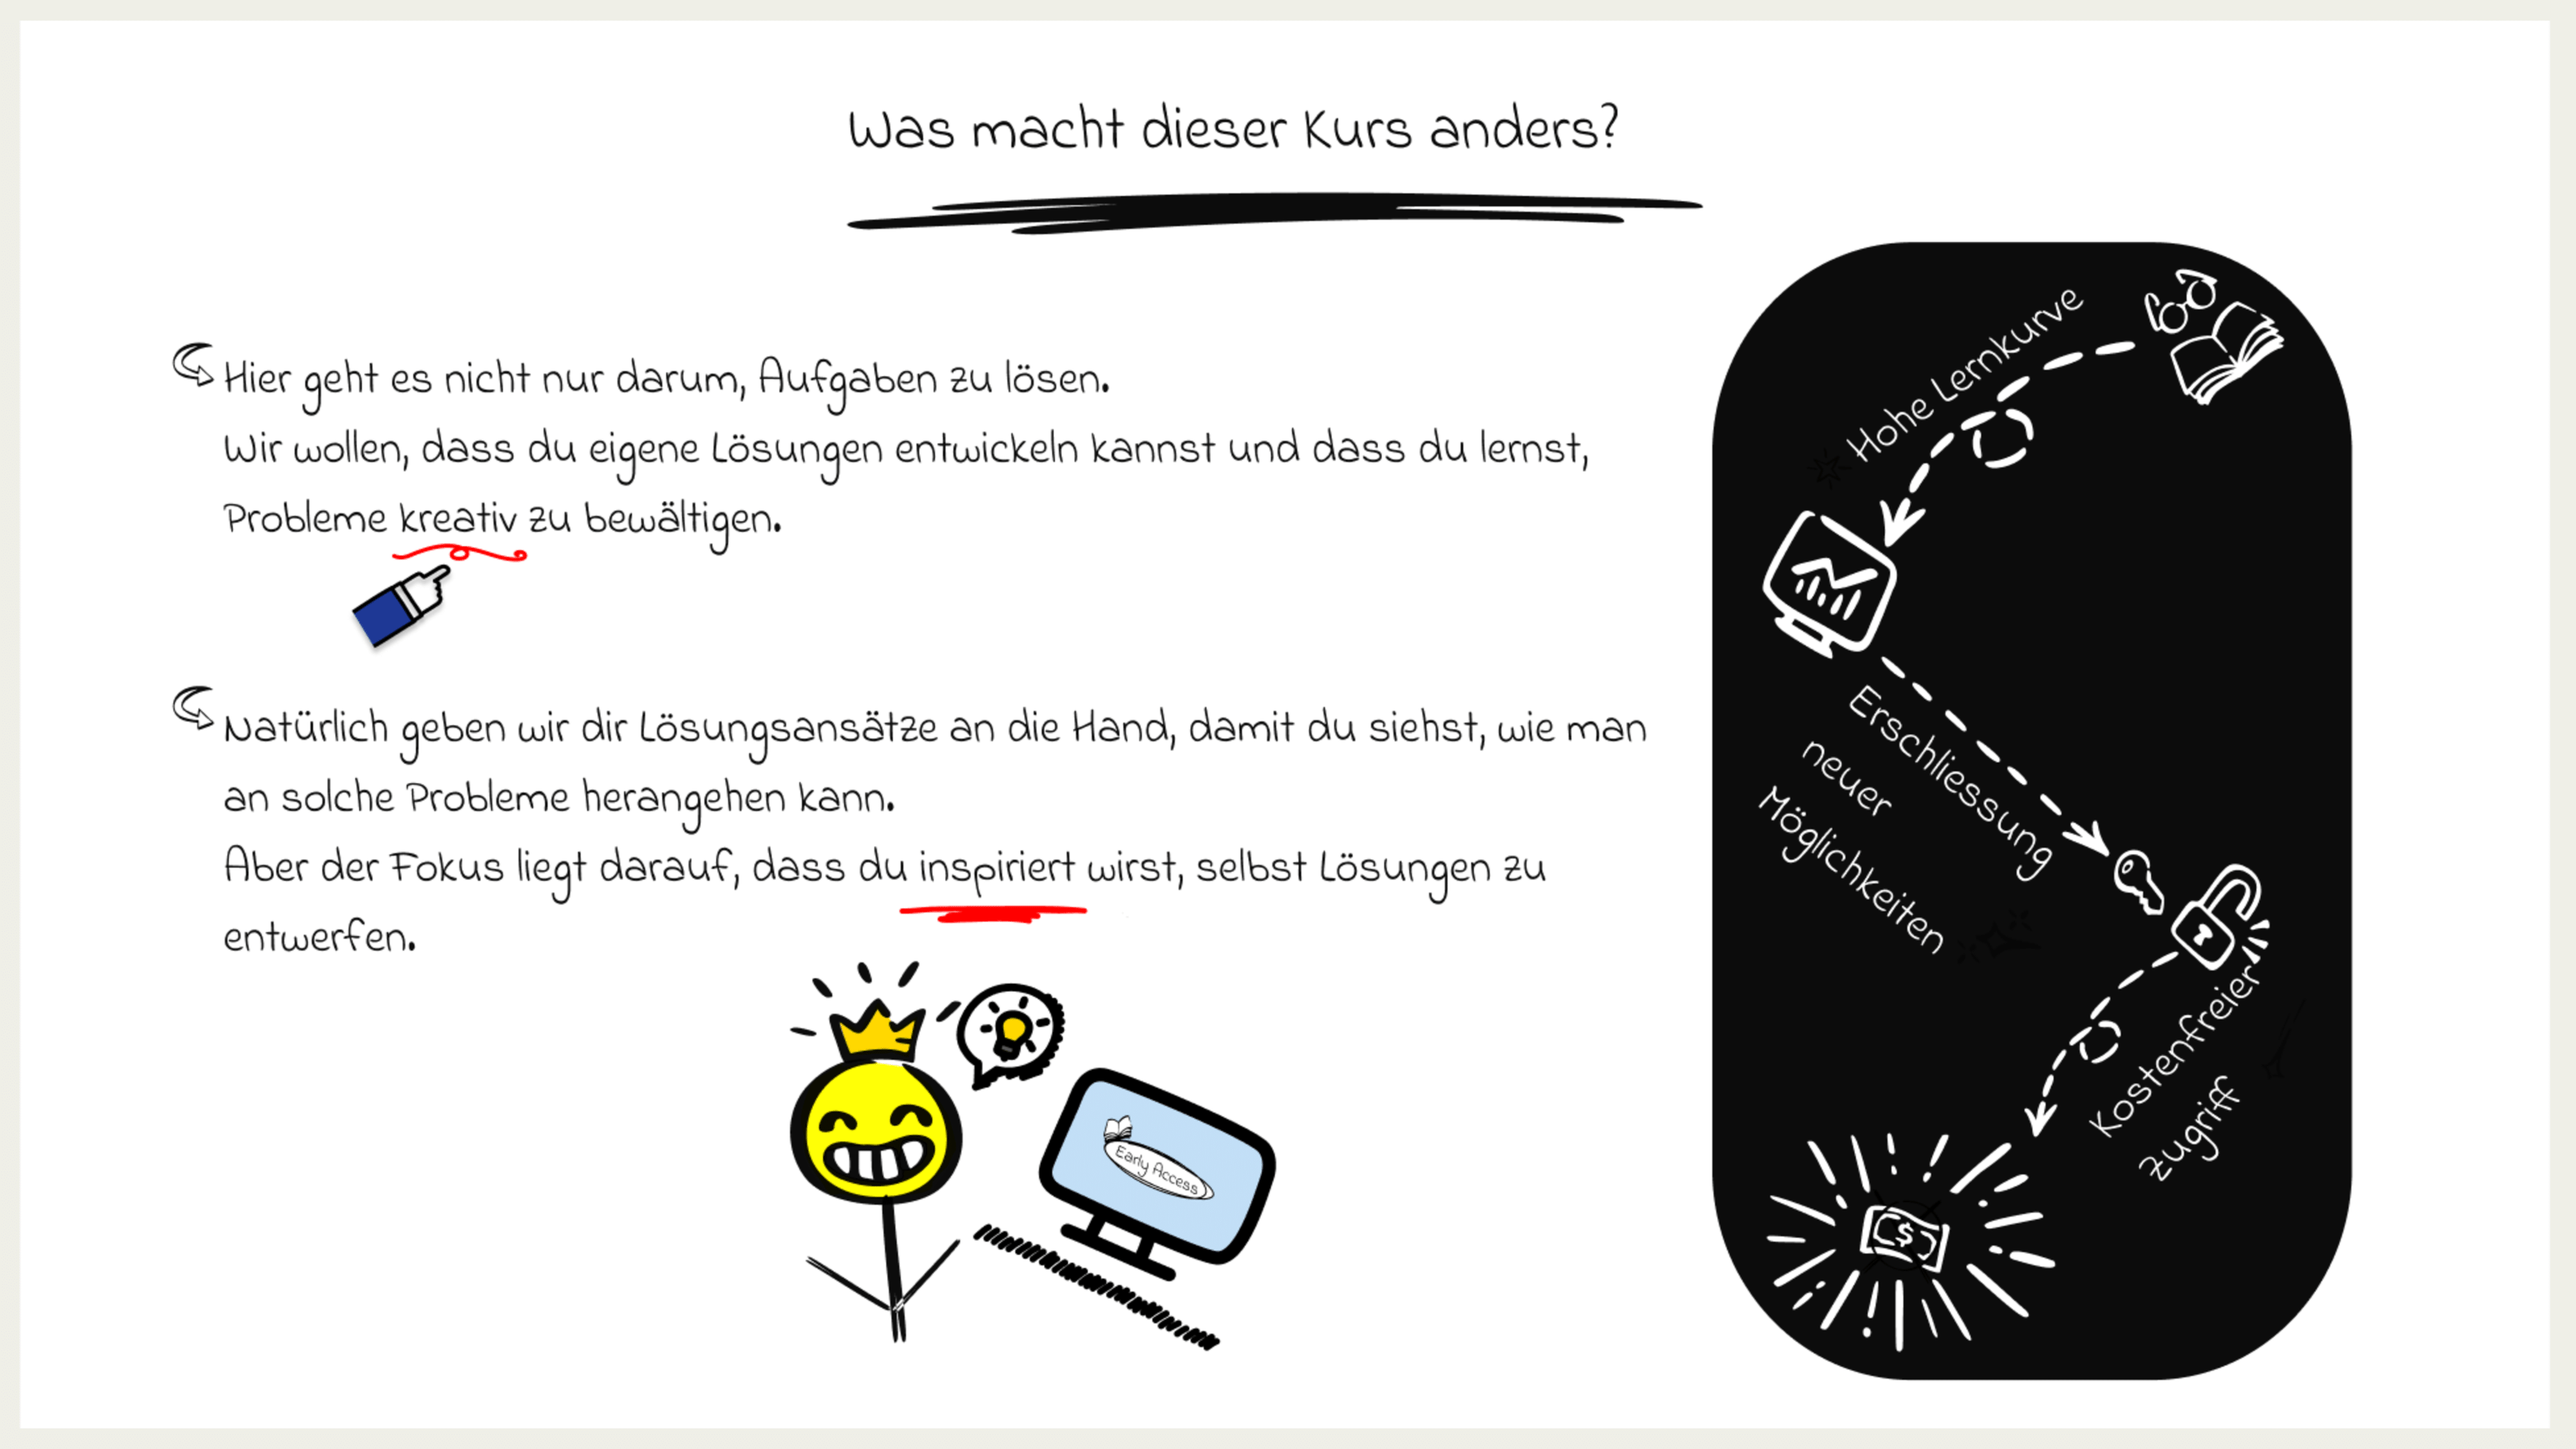 Was macht dieser Kurs anders?
Hier geht es nicht nur darum, Aufgaben zu lösen.
Wir wollen, dass du eigene Lösungen entwickeln kannst und dass du lernst,
Probleme kreativ zu bewältigen.
Natürlich geben wir dir Lösungsansätze an die Hand, damit du siehst, wie man
an solche Probleme herangehen kann.
Aber der Fokus liegt darauf, dass du inspiriert wirst, selbst Lösungen zu
entwerfen.
Early Access
Hohe Lernkurve
Erschliessung
neuer
Möglichkeiten
Kostenfreier
Zugriff
$